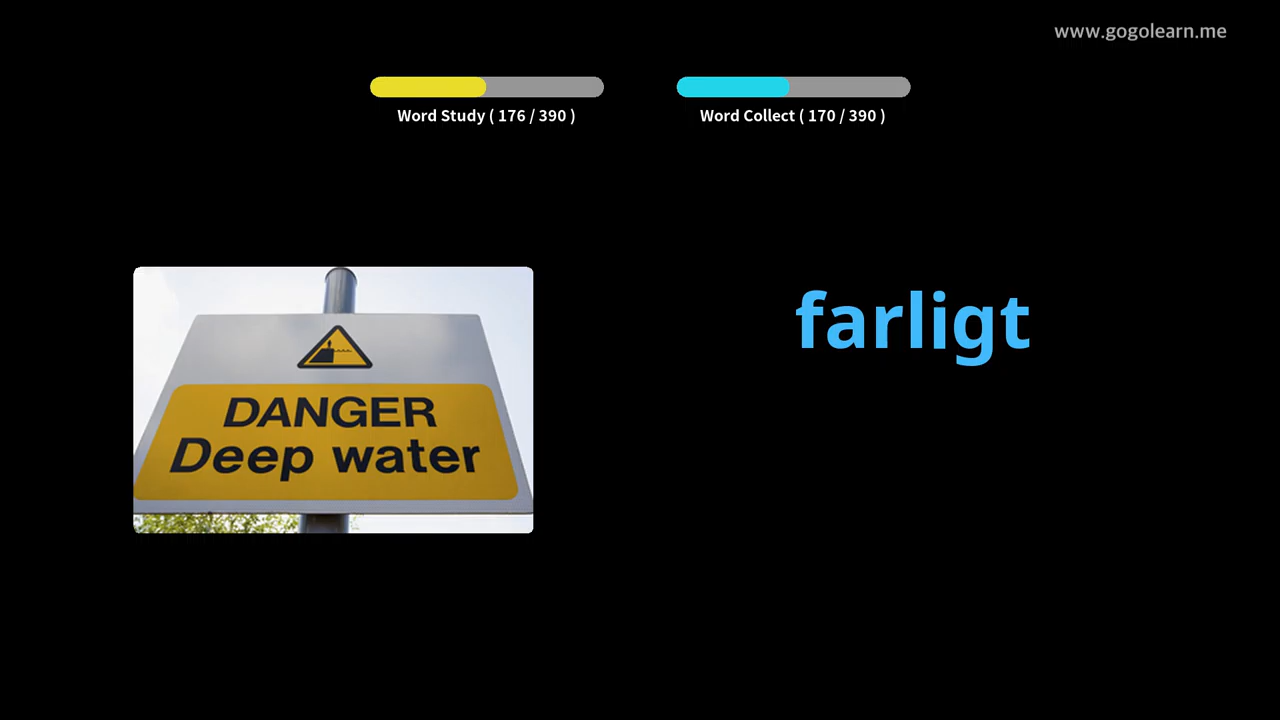 www.gogolearn.me
Word Study ( 176 / 390 )
Word Collect ( 170 / 390 )
DANGER
Deep water
farligt